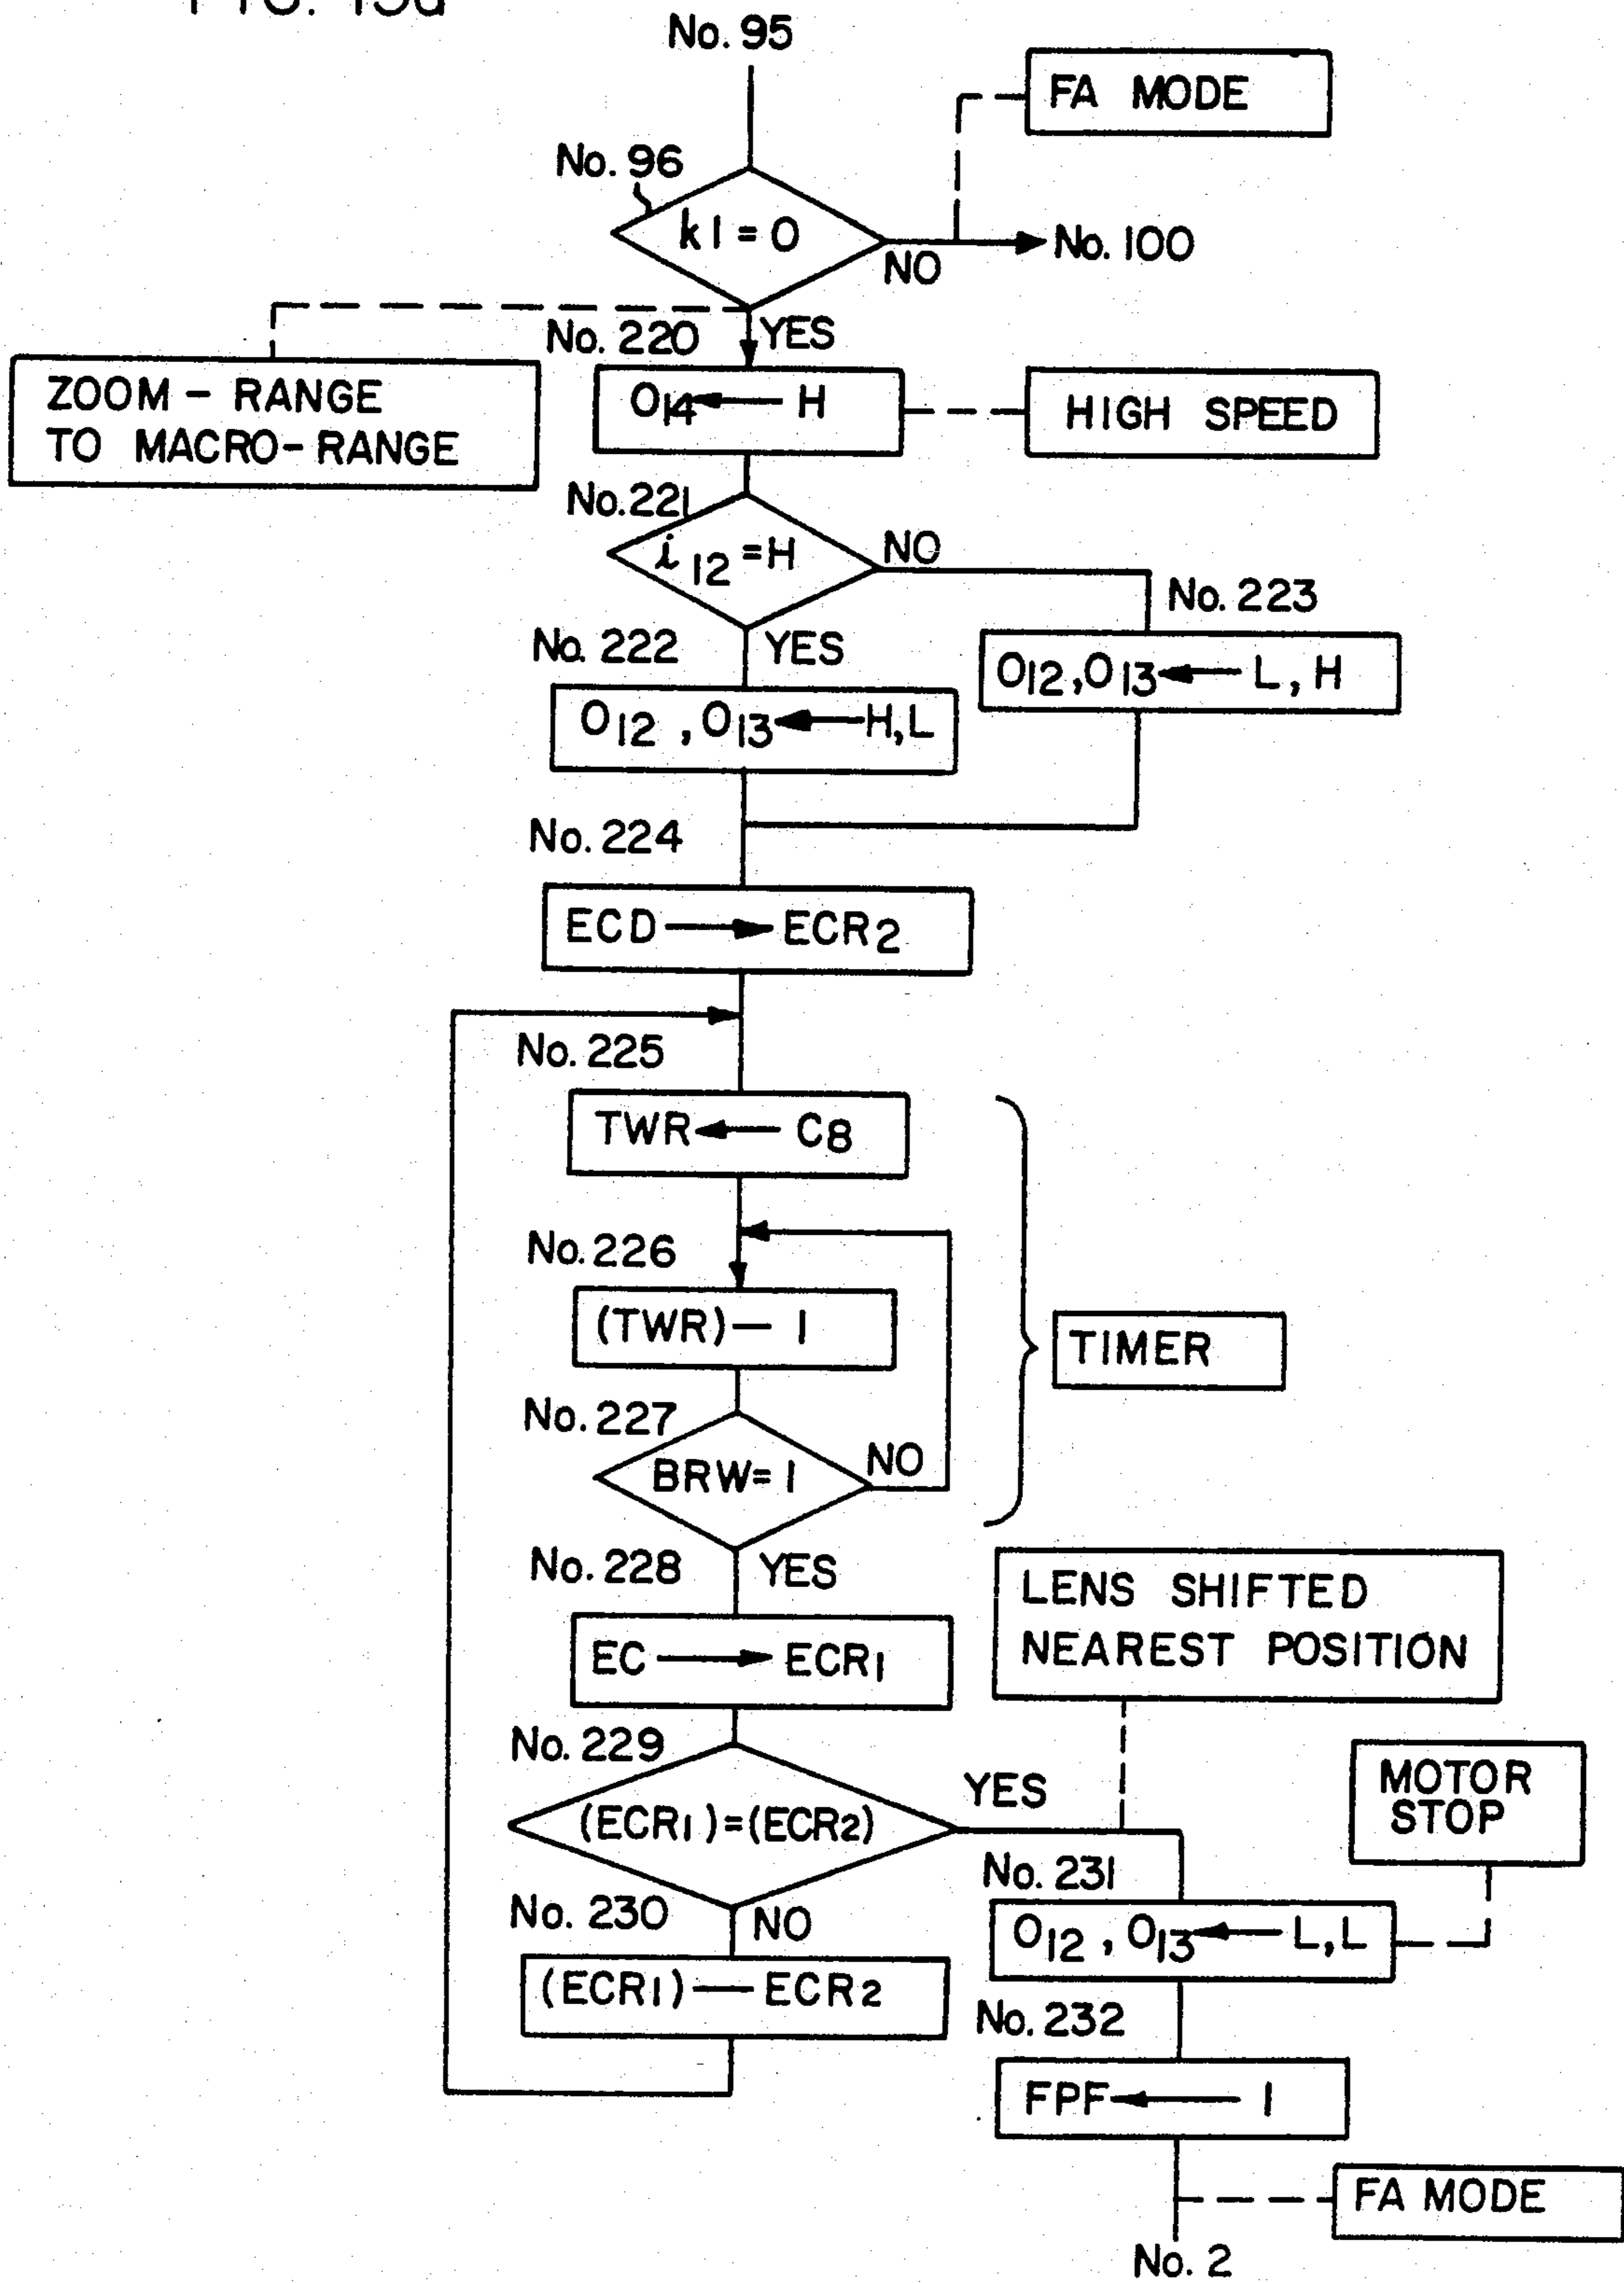 No. 95
FA MODE
No. 96
k1 = 0
NO
No. 100
No. 220
YES
ZOOM - RANGE
TO MACRO-RANGE
O14 ← H
HIGH SPEED
No. 221
i12 = H
NO
No. 223
No. 222
YES
O12, O13 ← L, H
O12, O13 ← H, L
No. 224
ECD → ECR2
No. 225
TWR ← C8
No. 226
(TWR) — 1
TIMER
No. 227
BRW = 1
NO
No. 228
YES
LENS SHIFTED
NEAREST POSITION
EC → ECR1
No. 229
(ECR1) = (ECR2)
YES
MOTOR
STOP
No. 231
No. 230
NO
O12, O13 ← L, L
(ECR1) — ECR2
No. 232
FPF ← 1
FA MODE
No. 2